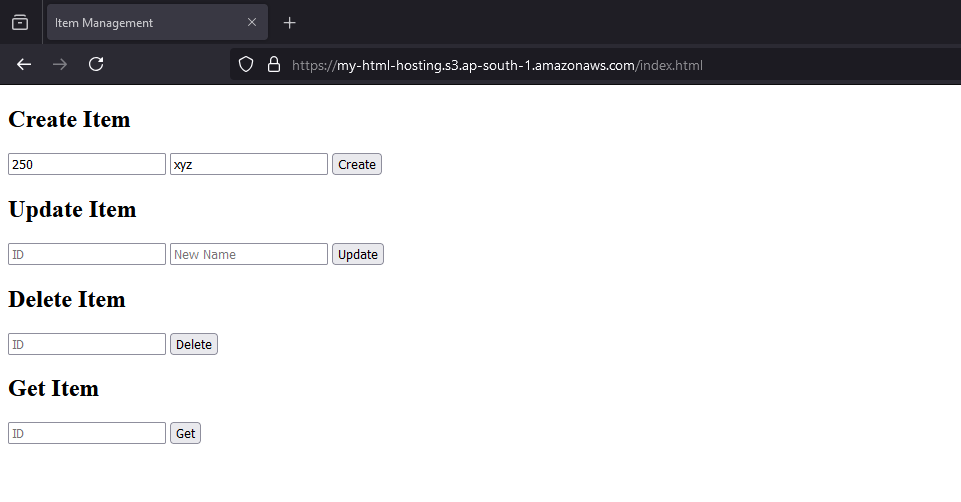 Item Management
https://my-html-hosting.s3.ap-south-1.amazonaws.com/index.html
Create Item
250 xyz Create
Update Item
ID New Name Update
Delete Item
ID Delete
Get Item
ID Get